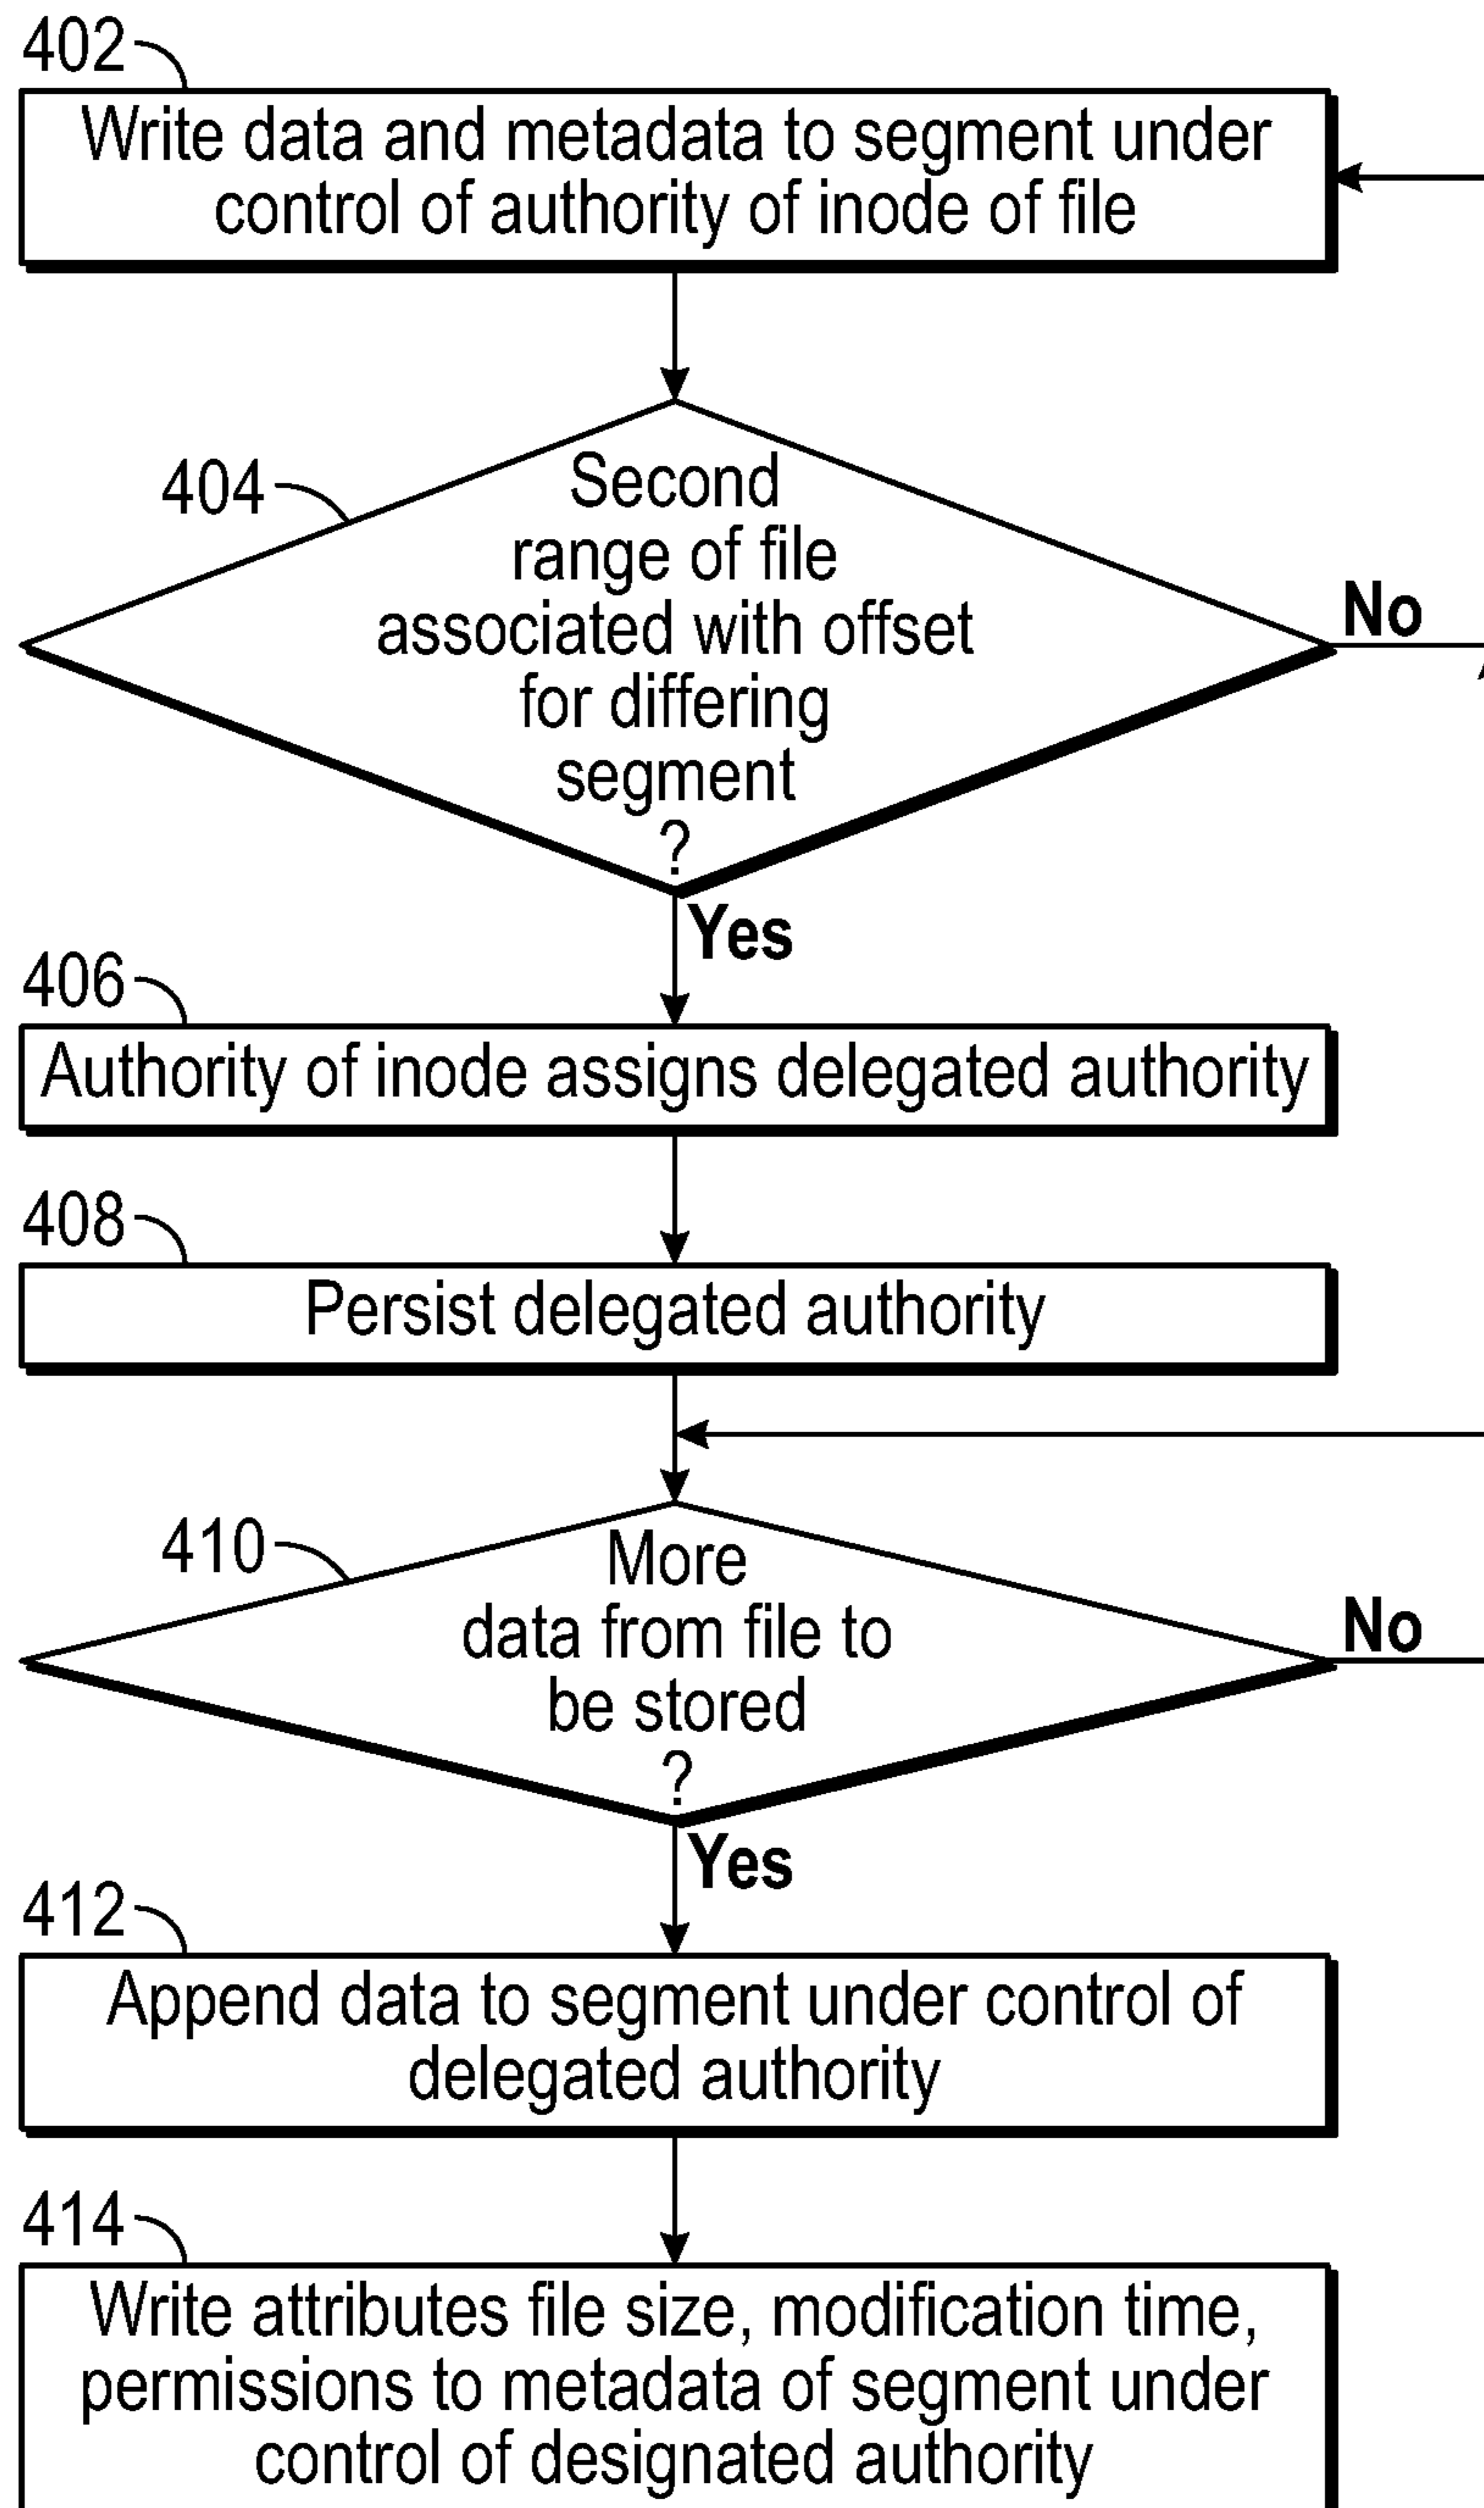 402
Write data and metadata to segment under
control of authority of inode of file
404
Second
range of file
associated with offset
for differing
segment
?
No
Yes
406
Authority of inode assigns delegated authority
408
Persist delegated authority
410
More
data from file to
be stored
?
No
Yes
412
Append data to segment under control of
delegated authority
414
Write attributes file size, modification time,
permissions to metadata of segment under
control of designated authority